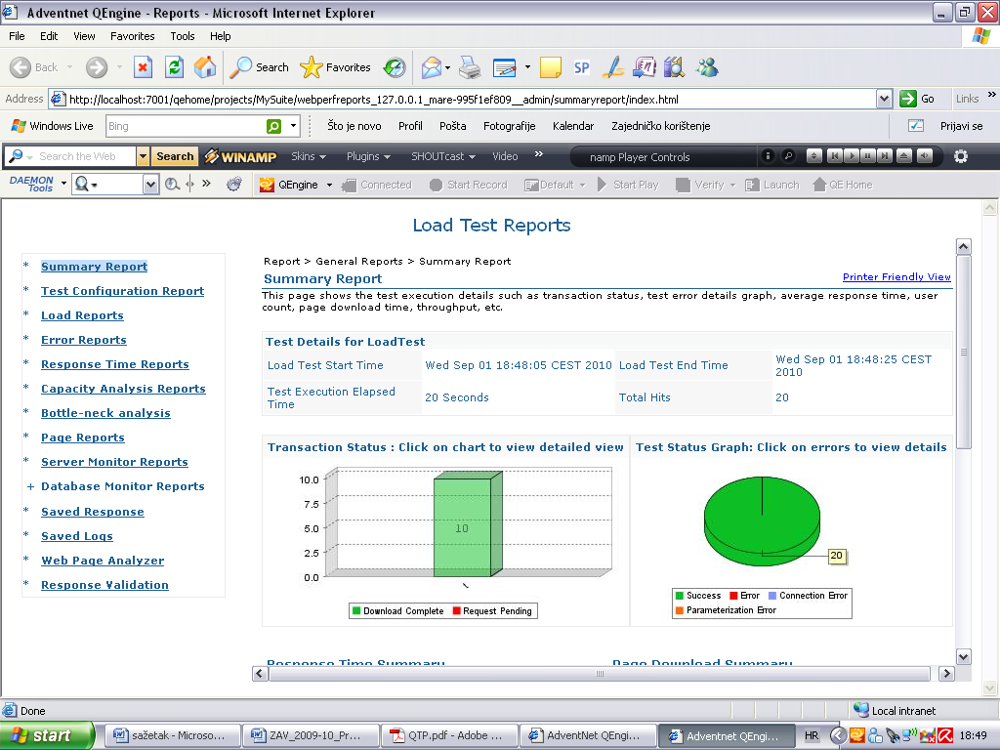 Adventnet QEngine - Reports - Microsoft Internet Explorer
File Edit View Favorites Tools Help
Back Search Favorites SP
Address http://localhost:7001/qehome/projects/MySuite/webperfreports_127.0.0.1_mare-995f1ef809__admin/summaryreport/index.html Go Links »
Windows Live Bing Što je novo Profil Pošta Fotografije Kalendar Zajedničko korištenje Prijavi se
Search the Web Search WINAMP Skins Plugins SHOUTcast Video » namp Player Controls
DAEMON Tools » QEngine Connected Start Record Default Start Play Verify Launch QE Home
Load Test Reports
* Summary Report
* Test Configuration Report
* Load Reports
* Error Reports
* Response Time Reports
* Capacity Analysis Reports
* Bottle-neck analysis
* Page Reports
* Server Monitor Reports
+ Database Monitor Reports
* Saved Response
* Saved Logs
* Web Page Analyzer
* Response Validation
Report > General Reports > Summary Report
Summary Report Printer Friendly View
This page shows the test execution details such as transaction status, test error details graph, average response time, user
count, page download time, throughput, etc.
Test Details for LoadTest
Load Test Start Time Wed Sep 01 18:48:05 CEST 2010 Load Test End Time Wed Sep 01 18:48:25 CEST
2010
Test Execution Elapsed
Time 20 Seconds Total Hits 20
Transaction Status : Click on chart to view detailed view
10.0
7.5
5.0
2.5
0.0
10
Download Complete Request Pending
Test Status Graph: Click on errors to view details
20
Success Error Connection Error
Parameterization Error
Response Time Summary Page Download Summary
Done Local intranet
start sažetak - Microso... ZAV_2009-10_Pr... QTP.pdf - Adobe ... AdventNet QEngi... Adventnet QEngi... HR 18:49